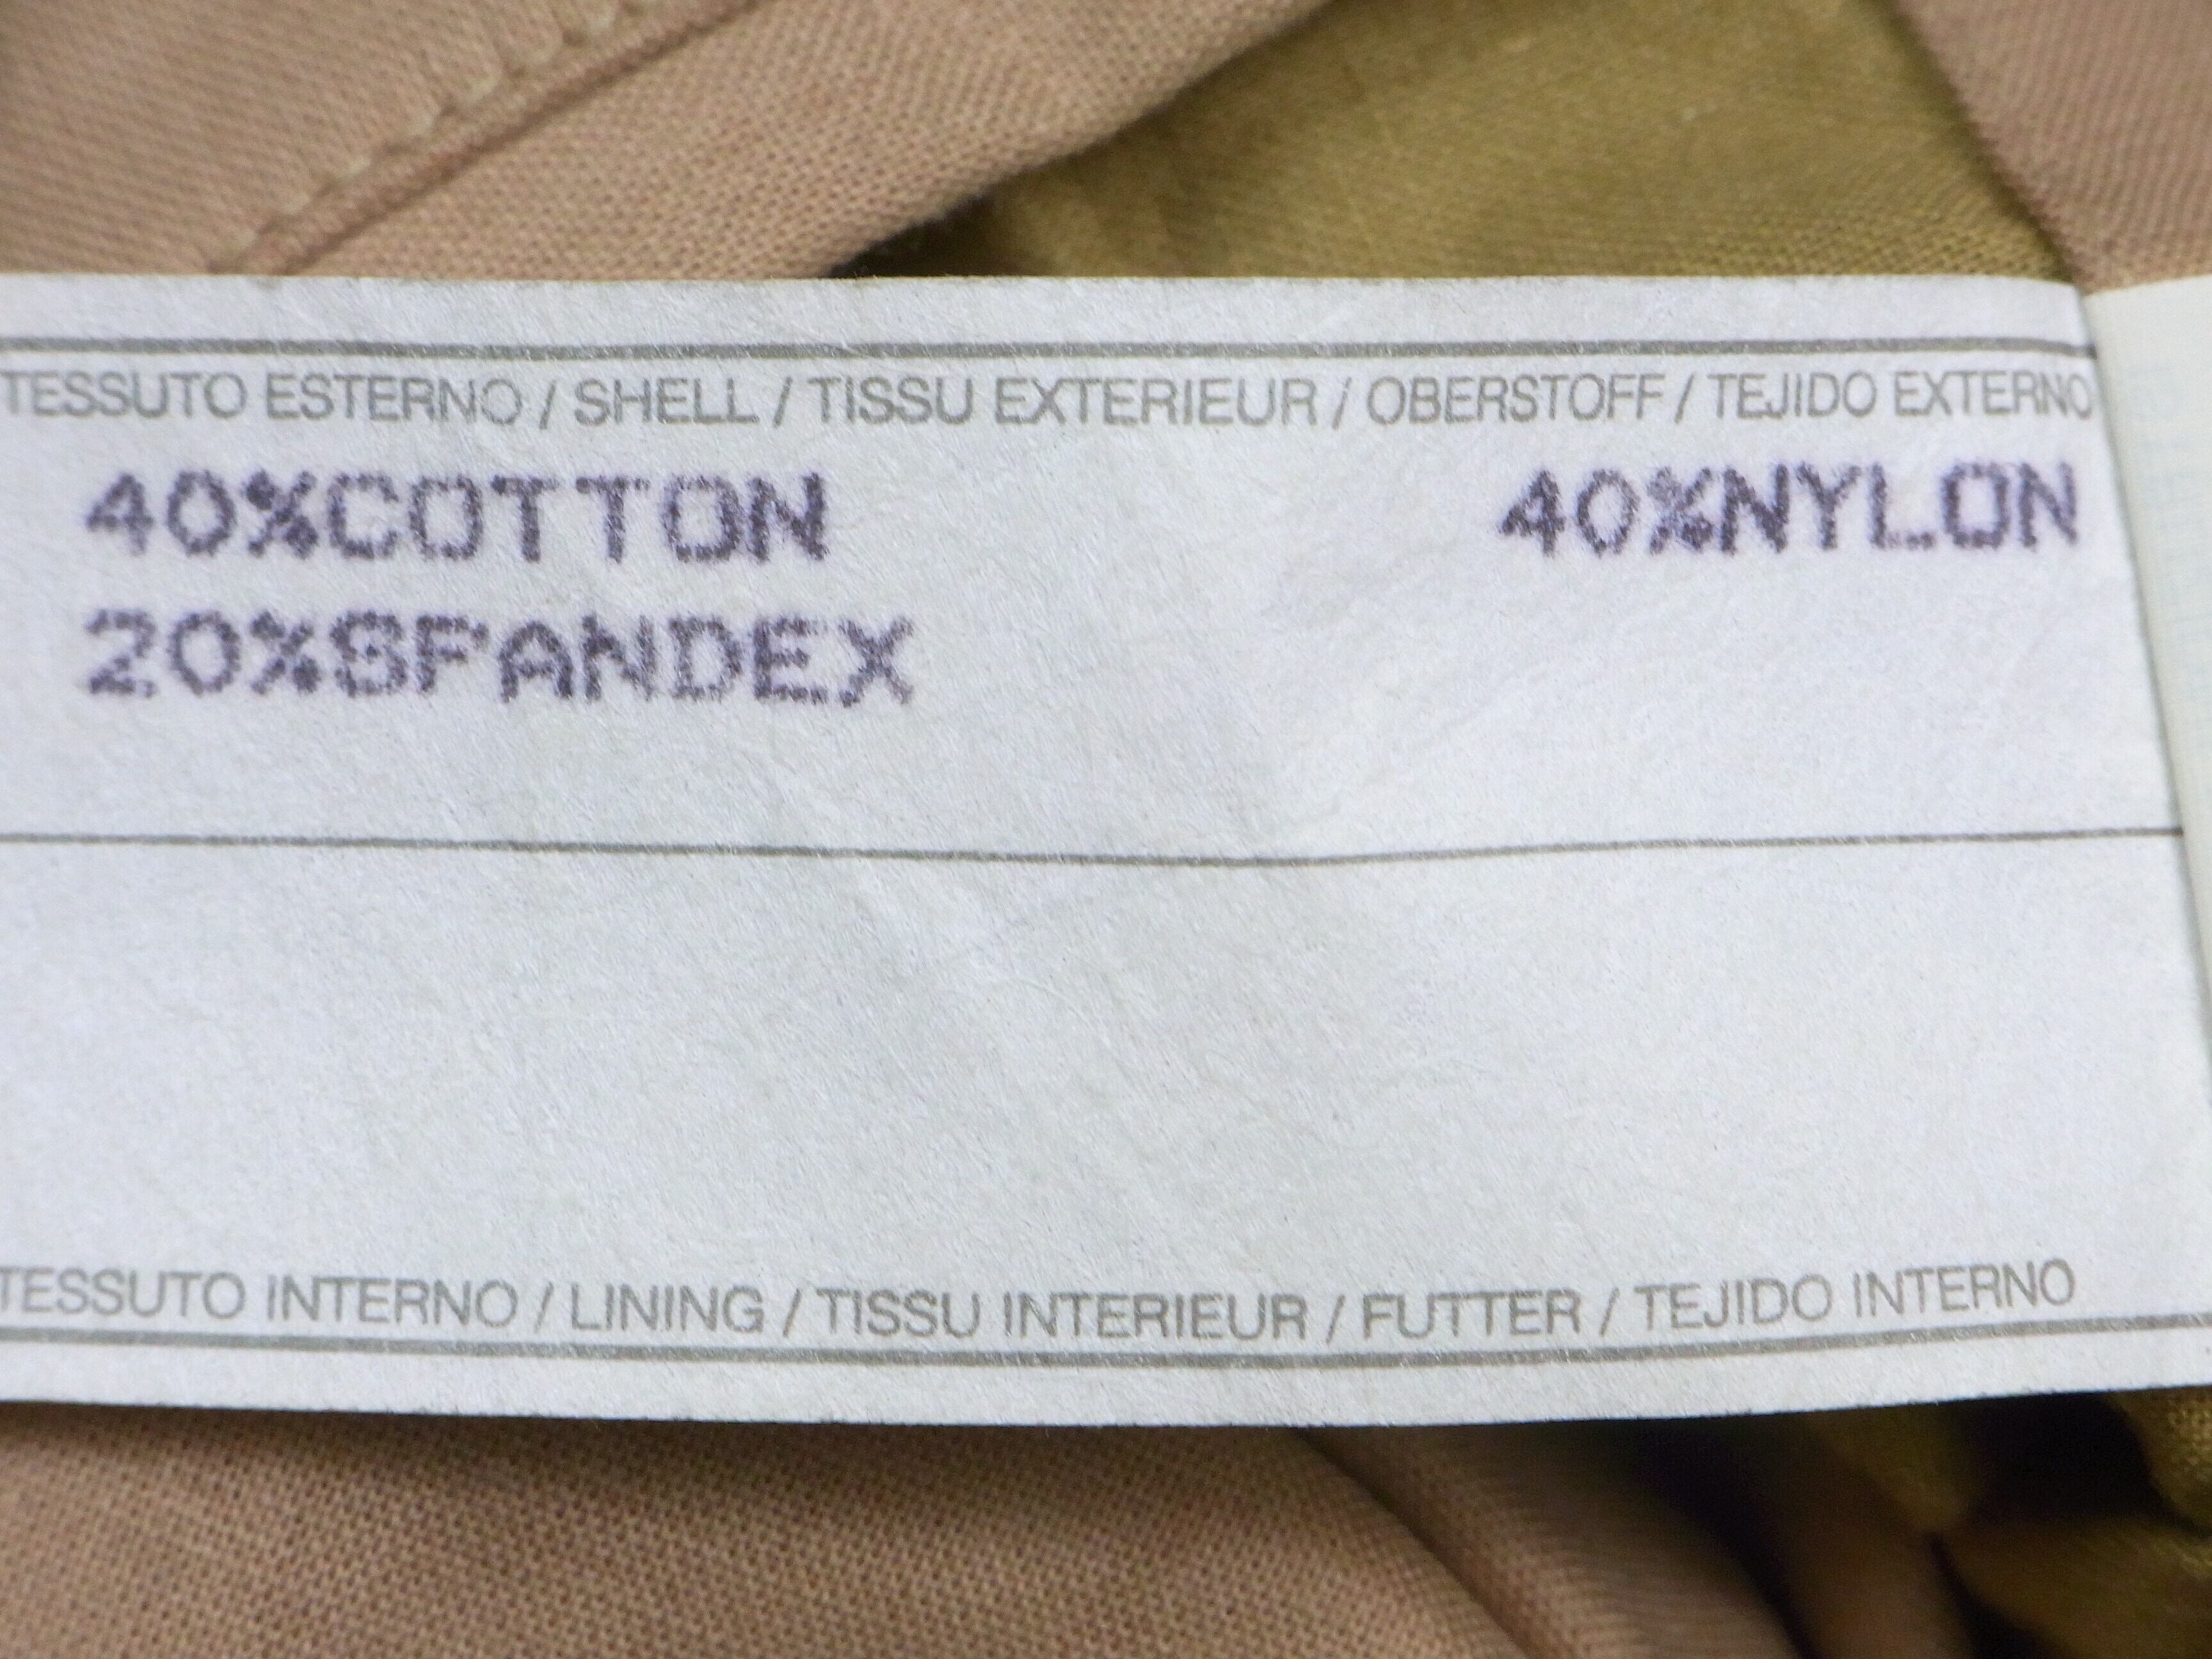 TESSUTO ESTERNO / SHELL / TISSU EXTERIEUR / OBERSTOFF / TEJIDO EXTERNO
40%COTTON 40%NYLON
20%SPANDEX
TESSUTO INTERNO / LINING / TISSU INTERIEUR / FUTTER / TEJIDO INTERNO